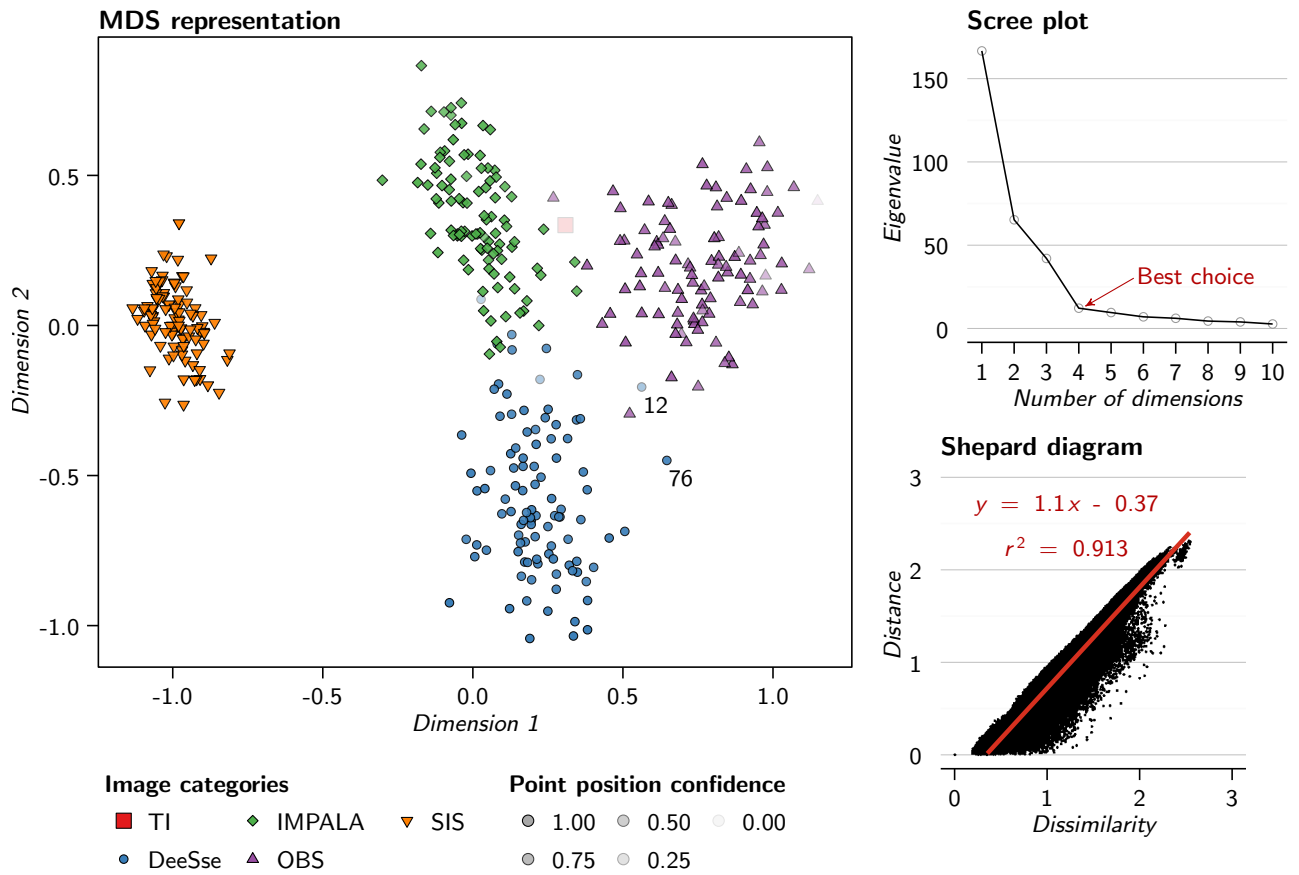 MDS representation
0.5
0.0
-0.5
-1.0
Dimension 2
-1.0 -0.5 0.0 0.5 1.0
Dimension 1
12
76
Scree plot
150
100
50
0
Eigenvalue
Best choice
1 2 3 4 5 6 7 8 9 10
Number of dimensions
Shepard diagram
3
2
1
0
Distance
y = 1.1x - 0.37
r² = 0.913
0 1 2 3
Dissimilarity
Image categories
TI IMPALA SIS
DeeSse OBS
Point position confidence
1.00 0.50 0.00
0.75 0.25